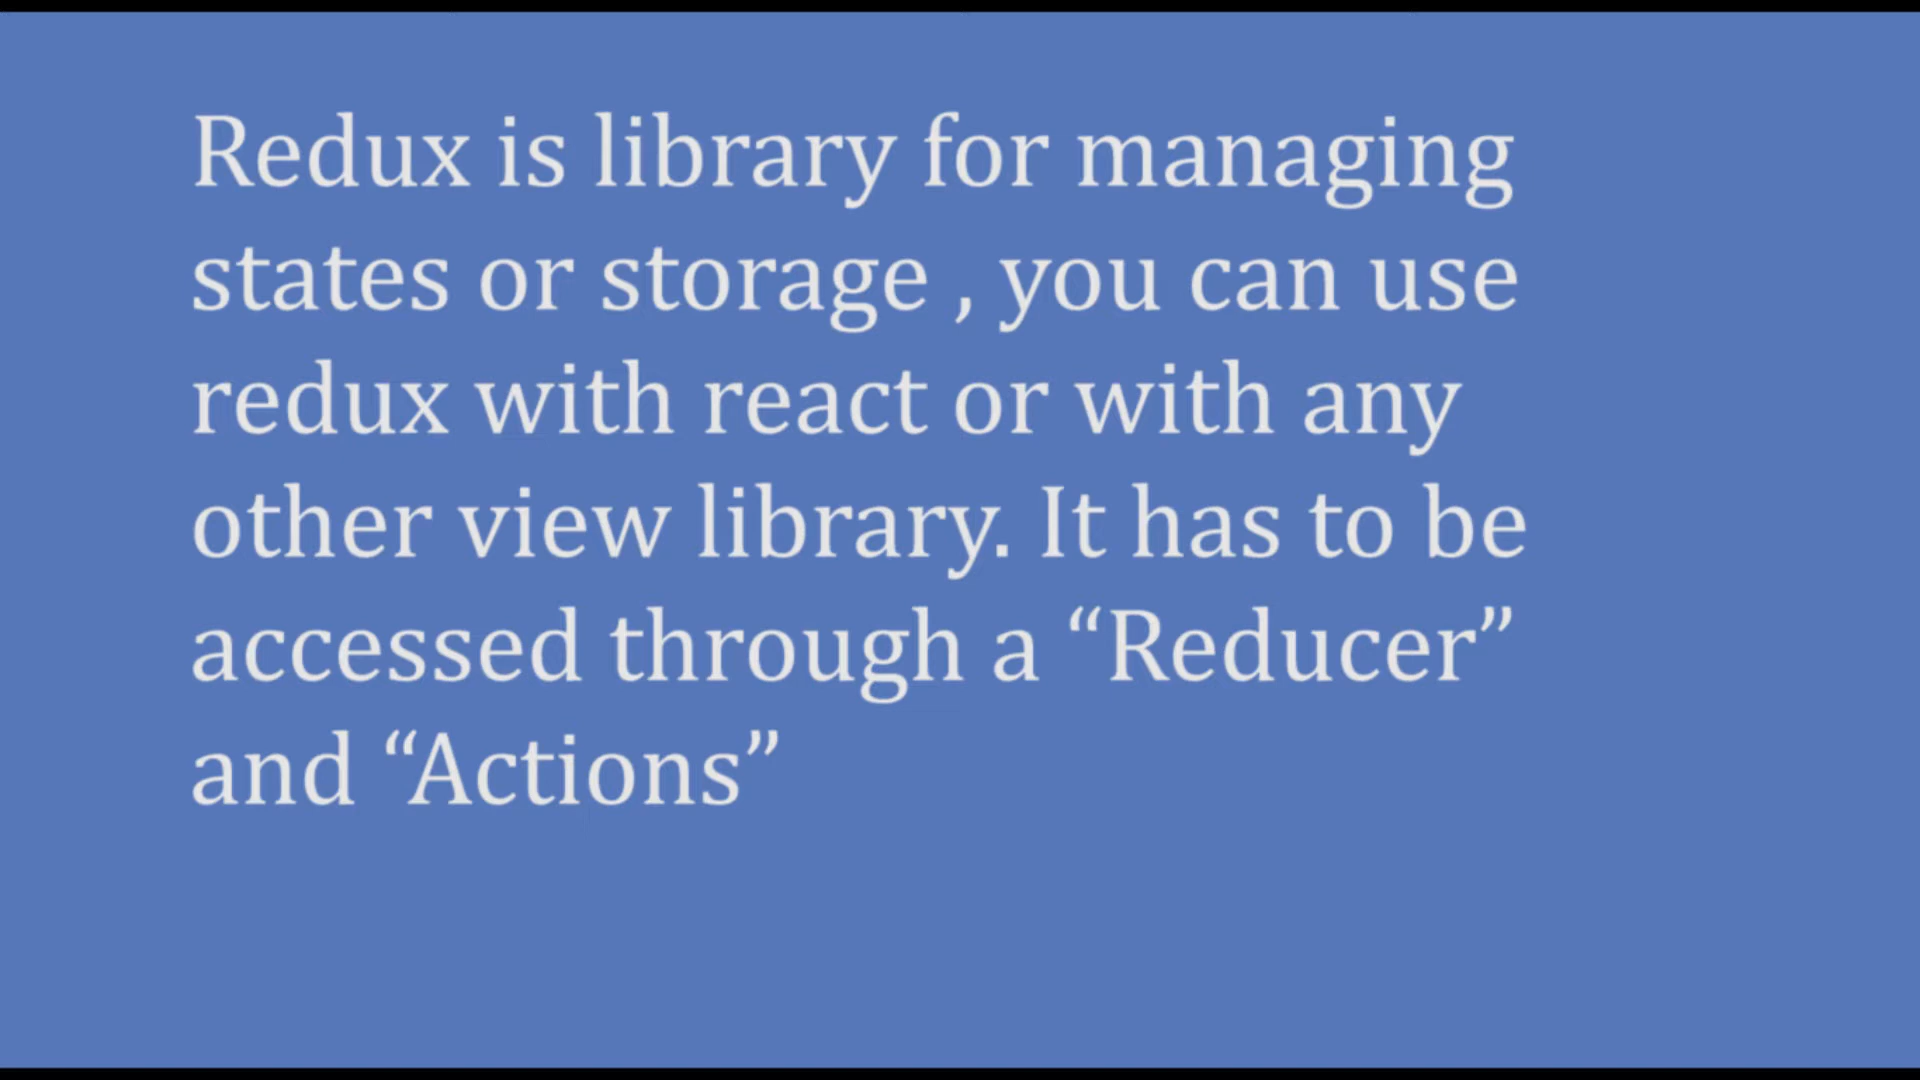 Redux is library for managing
states or storage , you can use
redux with react or with any
other view library. It has to be
accessed through a “Reducer”
and “Actions”